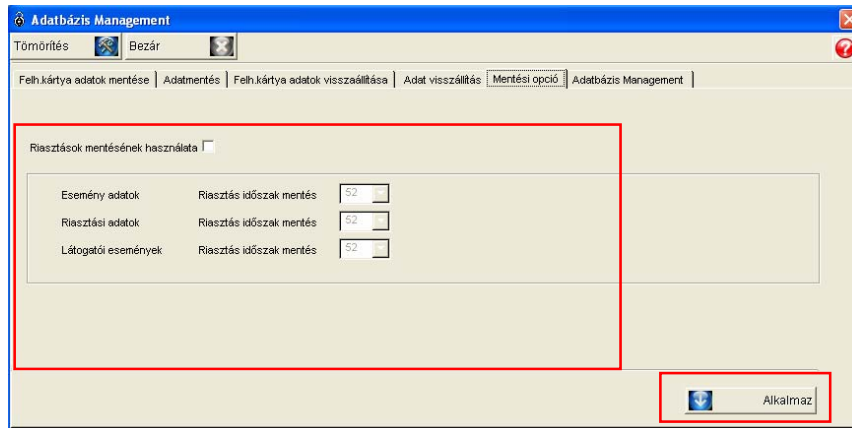 Adatbázis Management
Tömörítés Bezár
Felh.kártya adatok mentése Adatmentés Felh.kártya adatok visszaállítása Adat visszállítás Mentési opció Adatbázis Management
Riasztások mentésének használata
Esemény adatok Riasztás időszak mentés 52
Riasztási adatok Riasztás időszak mentés 52
Látogatói események Riasztás időszak mentés 52
Alkalmaz